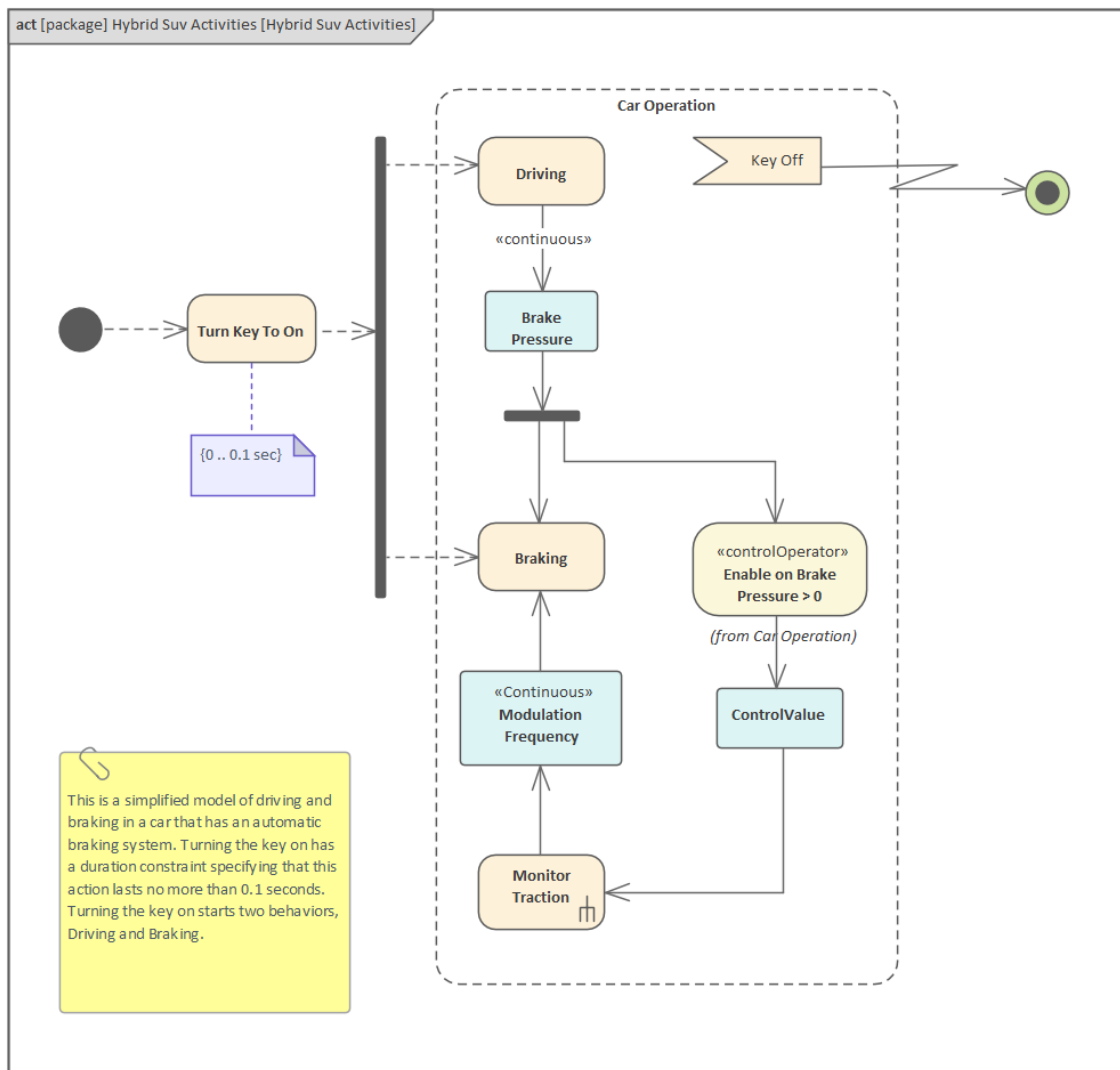 act [package] Hybrid Suv Activities [Hybrid Suv Activities]
Car Operation
Driving
Key Off
«continuous»
Turn Key To On
Brake
Pressure
{0 .. 0.1 sec}
Braking
«controlOperator»
Enable on Brake
Pressure > 0
(from Car Operation)
«Continuous»
Modulation
Frequency
ControlValue
This is a simplified model of driving and
braking in a car that has an automatic
braking system. Turning the key on has
a duration constraint specifying that this
action lasts no more than 0.1 seconds.
Turning the key on starts two behaviors,
Driving and Braking.
Monitor
Traction